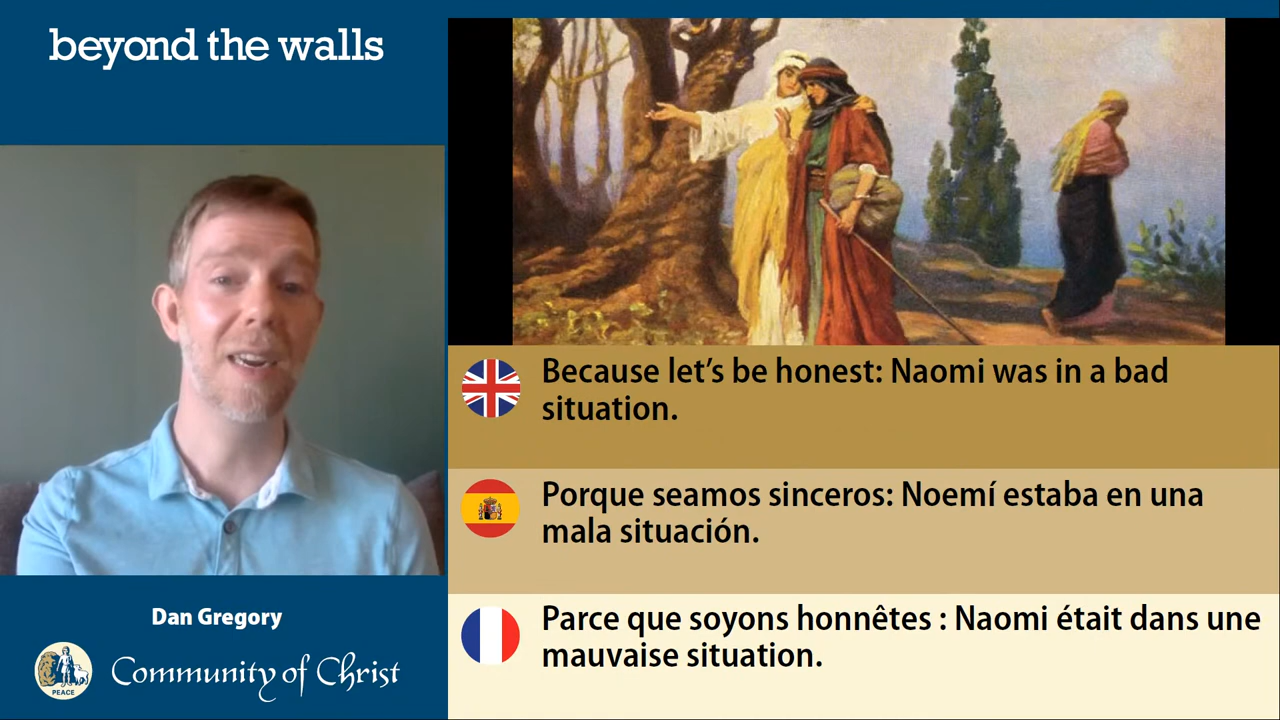 beyond the walls
Because let’s be honest: Naomi was in a bad
situation.
Porque seamos sinceros: Noemí estaba en una
mala situación.
Parce que soyons honnêtes : Naomi était dans une
mauvaise situation.
Dan Gregory
PEACE
Community of Christ